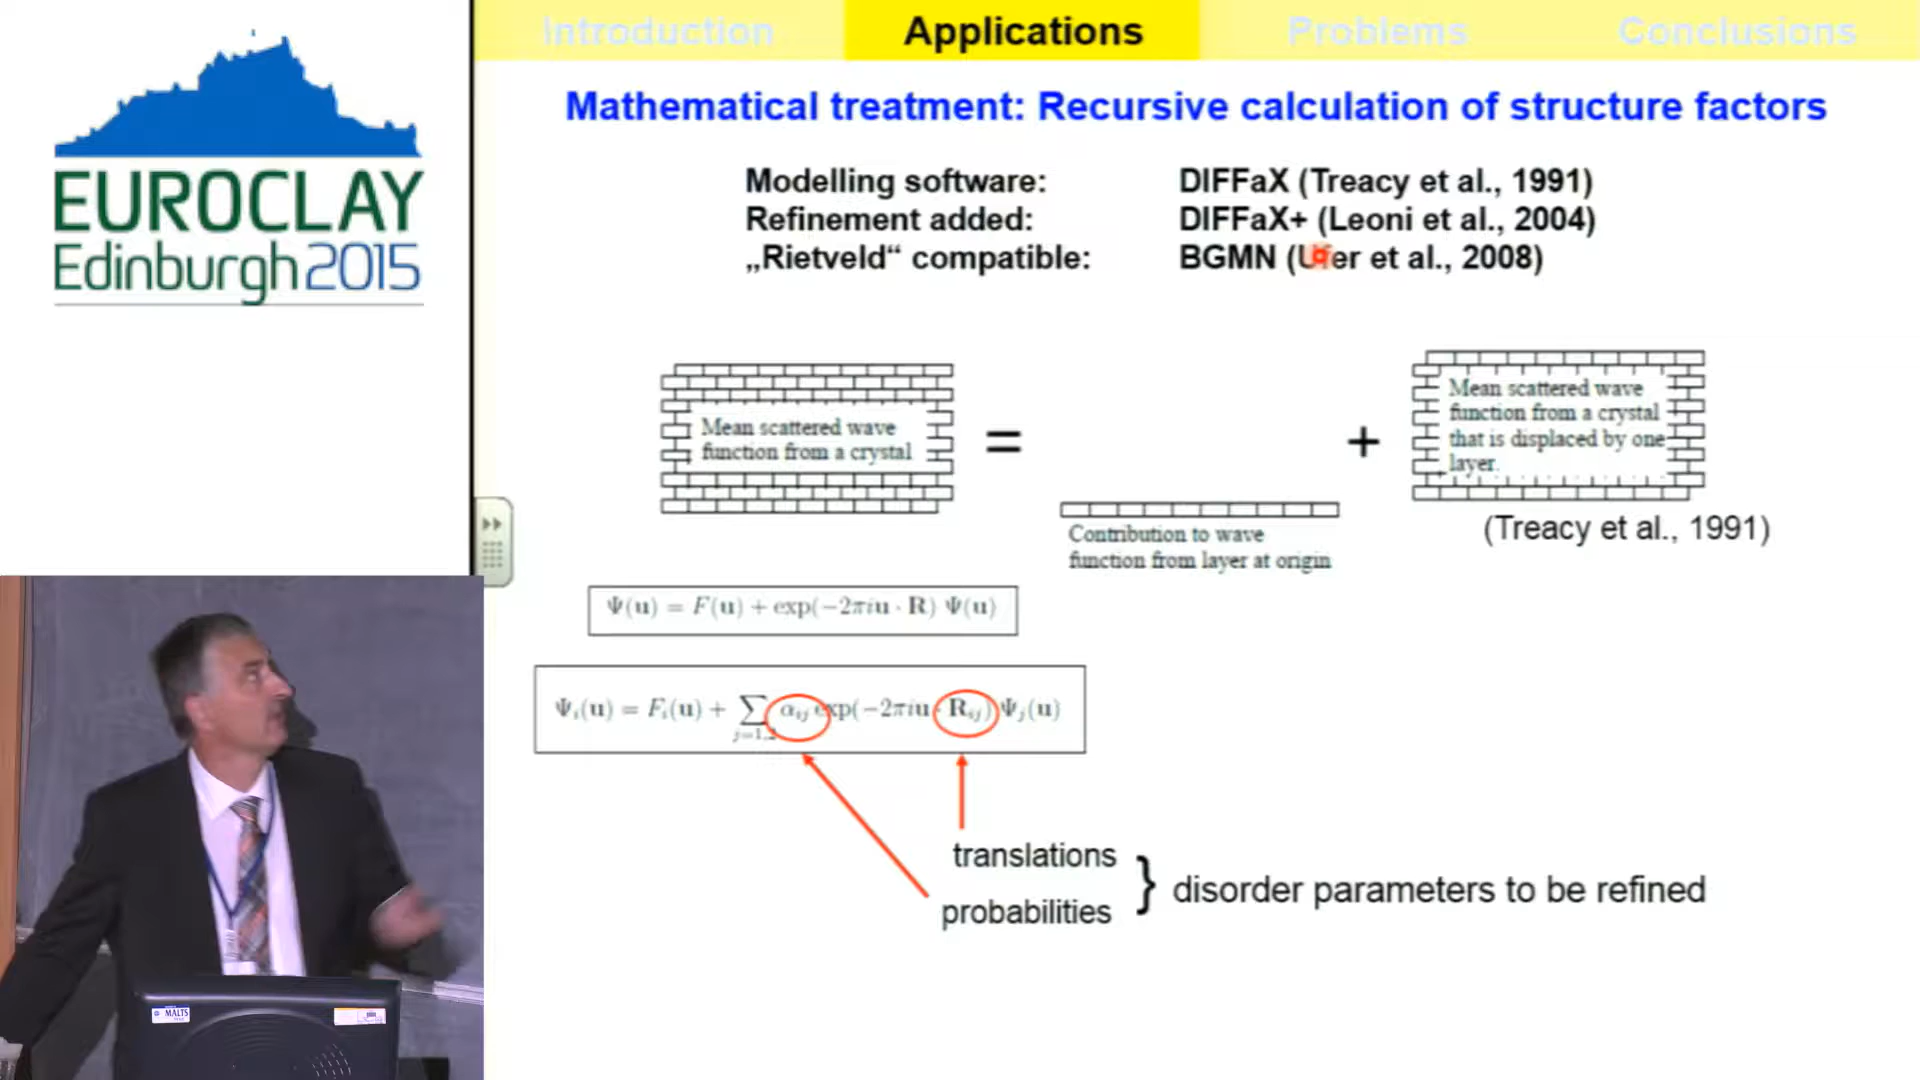 Introduction Applications Problems Conclusions
EUROCLAY
Edinburgh 2015
Mathematical treatment: Recursive calculation of structure factors
Modelling software: DIFFaX (Treacy et al., 1991)
Refinement added: DIFFaX+ (Leoni et al., 2004)
„Rietveld“ compatible: BGMN (Ufer et al., 2008)
Mean scattered wave
function from a crystal
=
Contribution to wave
function from layer at origin
+
Mean scattered wave
function from a crystal
that is displaced by one
layer.
(Treacy et al., 1991)
Ψ(u) = F(u) + exp(−2πiu · R) Ψ(u)
Ψi(u) = Fi(u) + ∑ αij exp(−2πiu · Rij) Ψj(u)
translations
probabilities
} disorder parameters to be refined
MALTS